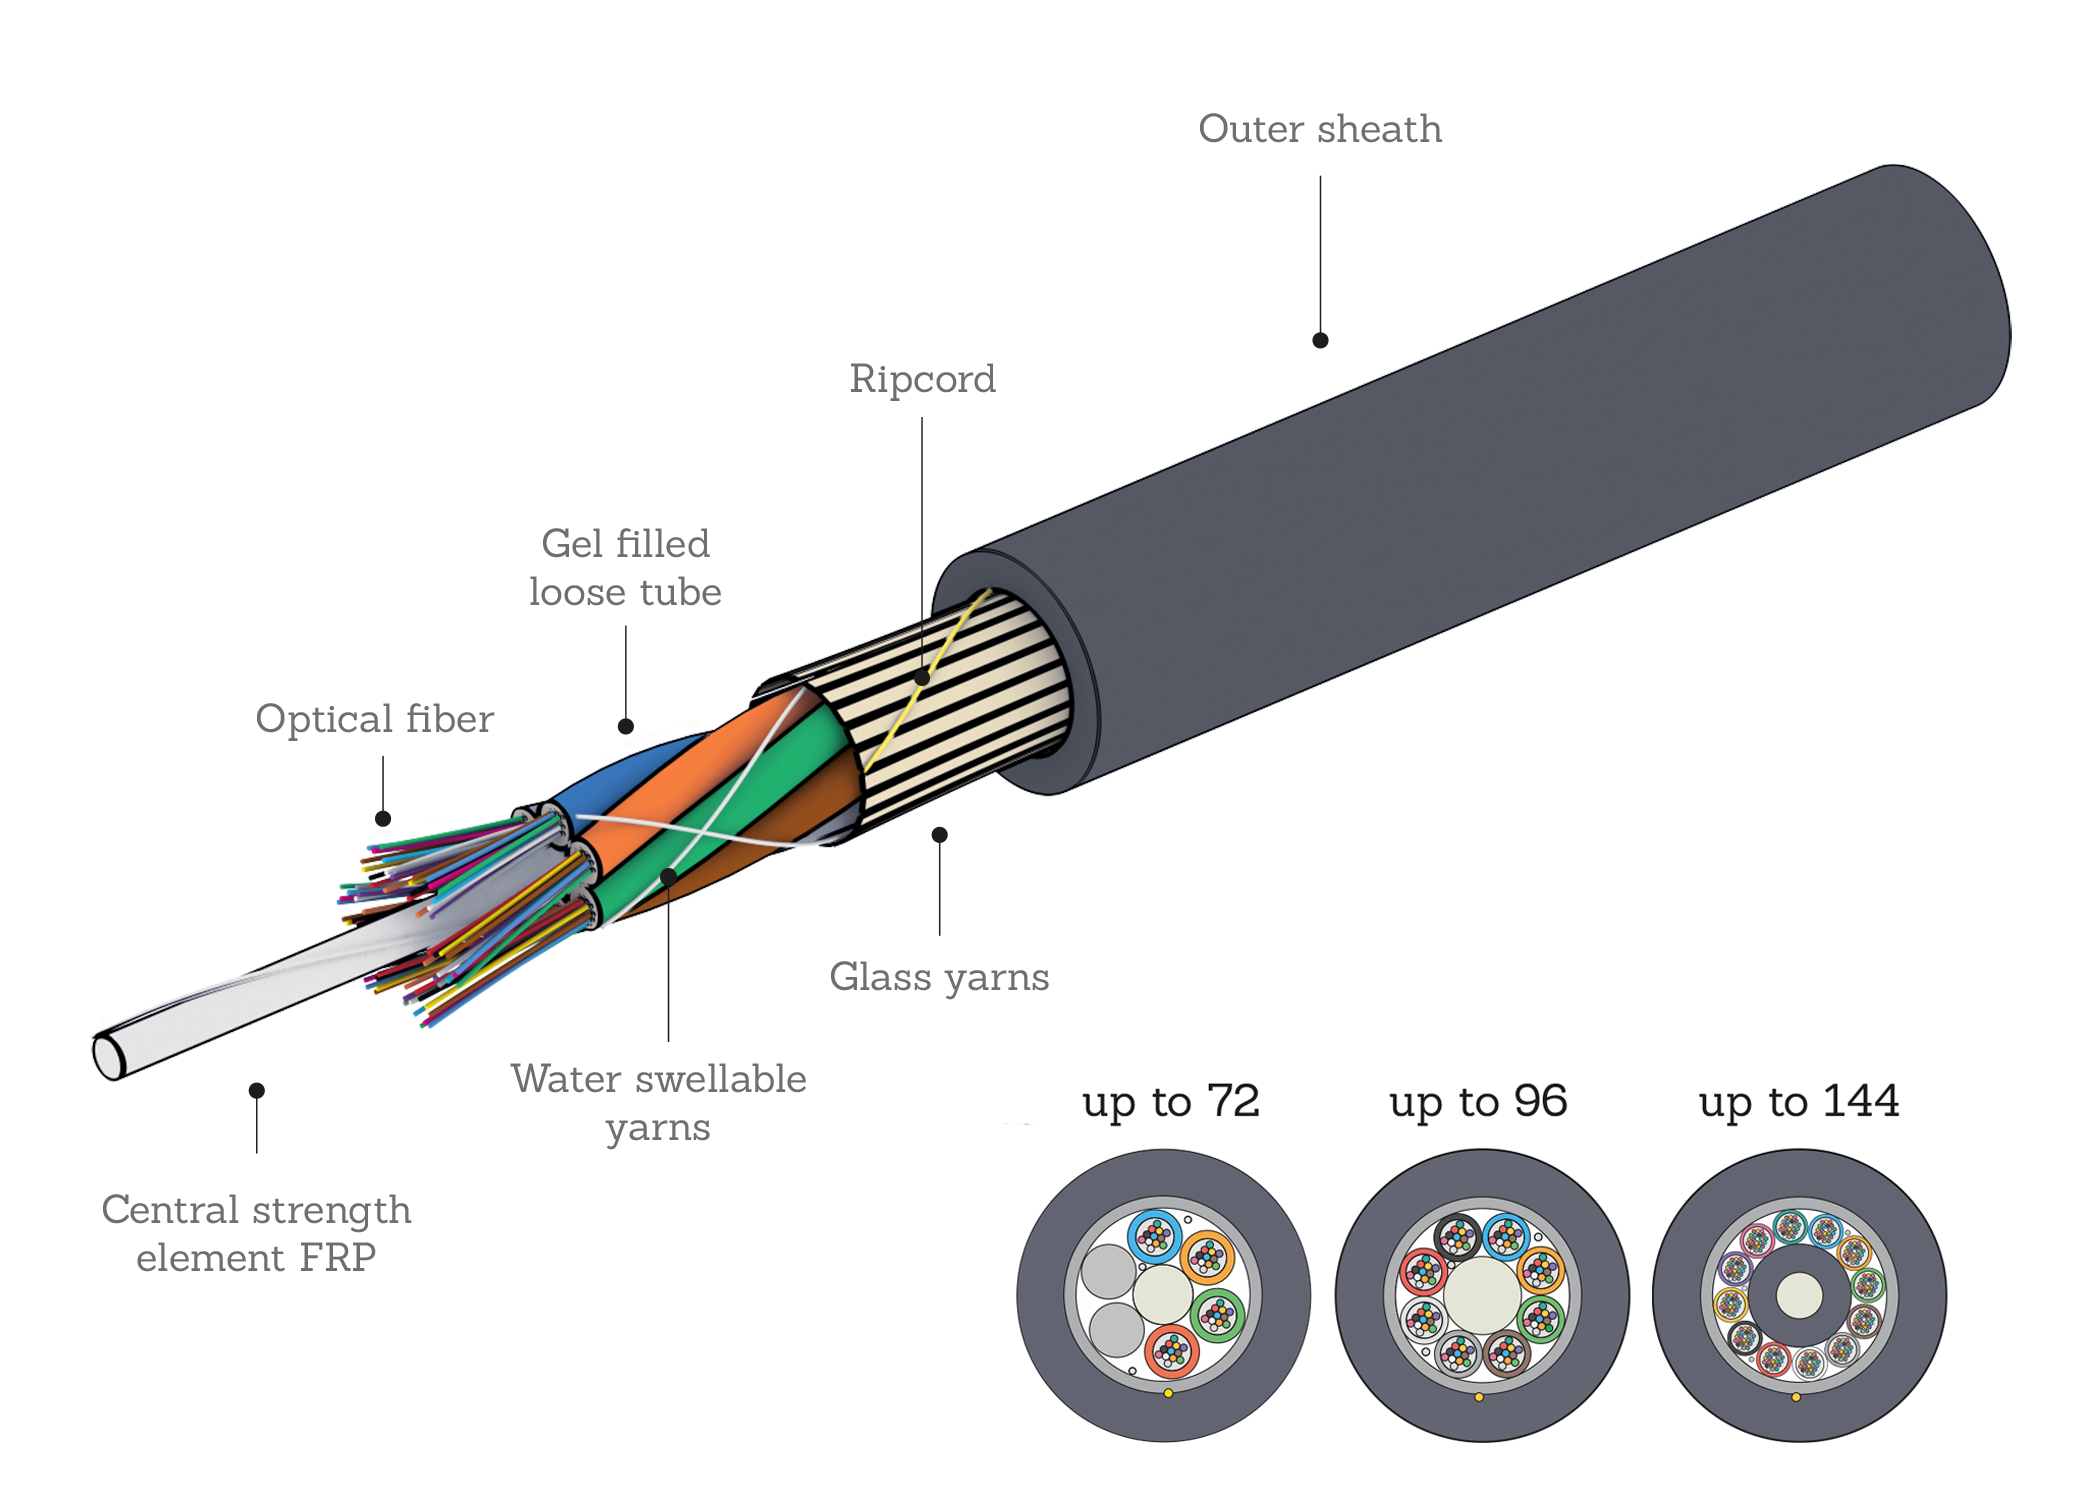 Outer sheath
Ripcord
Gel filled
loose tube
Optical fiber
Glass yarns
Water swellable
yarns
Central strength
element FRP
up to 72
up to 96
up to 144